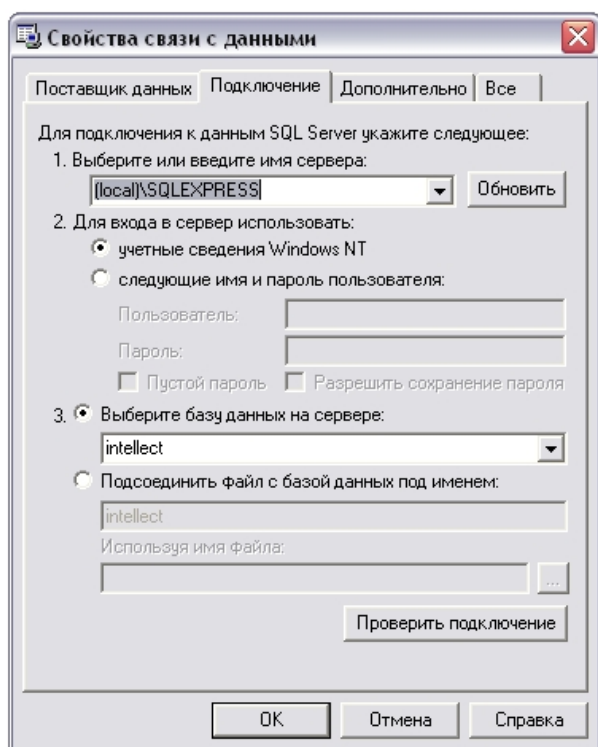 Свойства связи с данными
Поставщик данных Подключение Дополнительно Все
Для подключения к данным SQL Server укажите следующее:
1. Выберите или введите имя сервера:
(local)\SQLEXPRESS Обновить
2. Для входа в сервер использовать:
учетные сведения Windows NT
следующие имя и пароль пользователя:
Пользователь:
Пароль:
Пустой пароль Разрешить сохранение пароля
3. Выберите базу данных на сервере:
intellect
Подсоединить файл с базой данных под именем:
intellect
Используя имя файла:
...
Проверить подключение
OK Отмена Справка